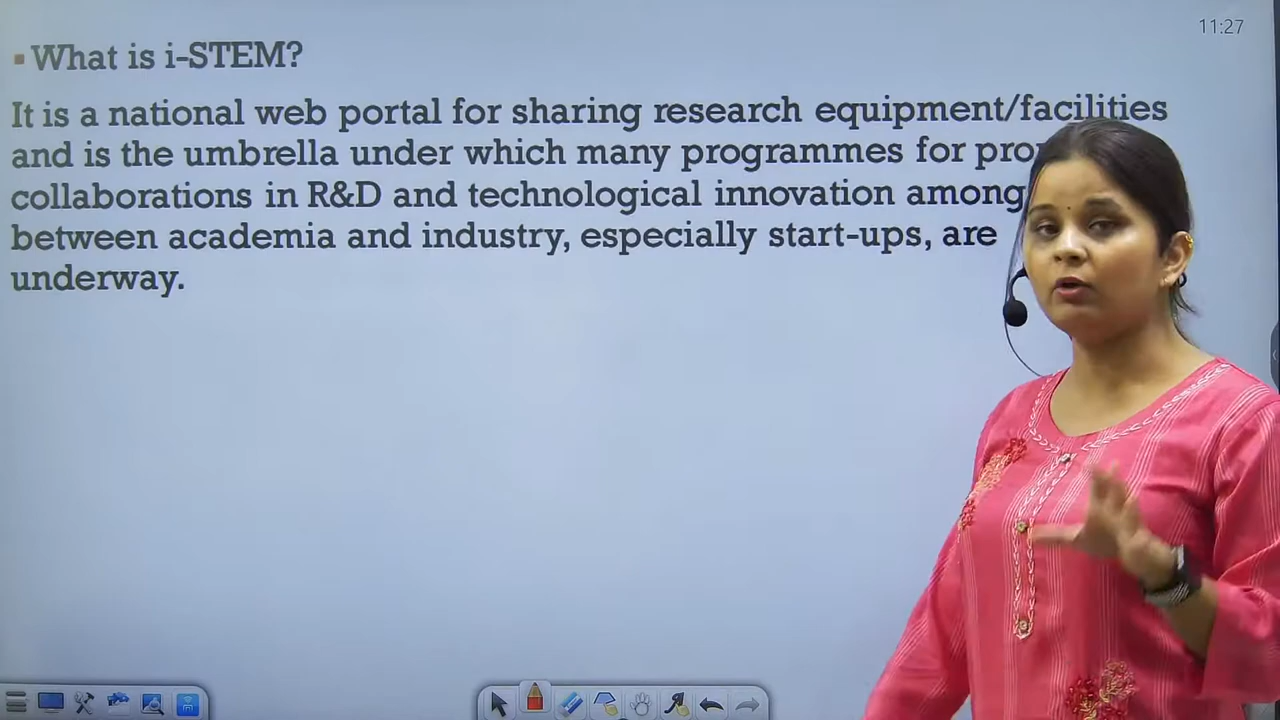 11:27
▪ What is i-STEM?
It is a national web portal for sharing research equipment/facilities
and is the umbrella under which many programmes for
collaborations in R&D and technological innovation among
between academia and industry, especially start-ups, are
underway.